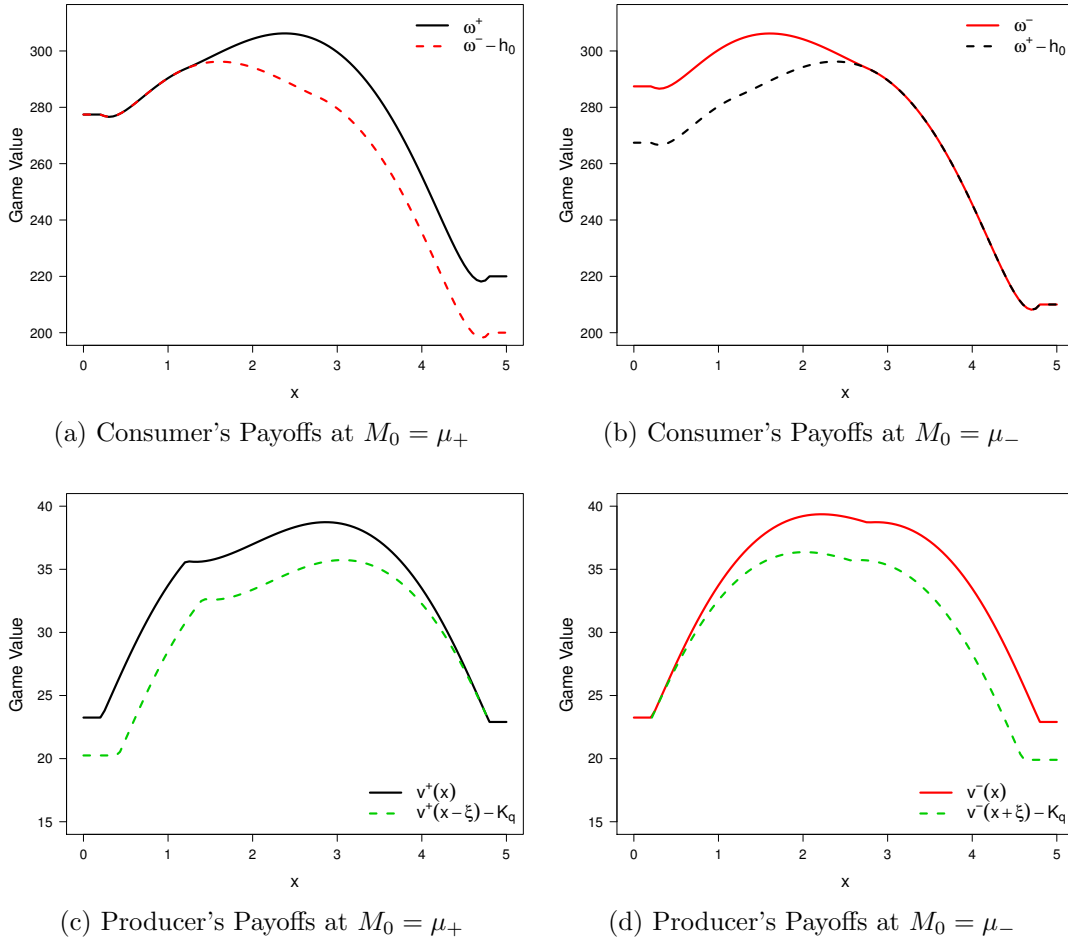 ω⁺
ω⁻ − h₀
Game Value
300
280
260
240
220
200
0 1 2 3 4 5
x
(a) Consumer's Payoffs at M₀ = μ₊
ω⁻
ω⁺ − h₀
Game Value
300
280
260
240
220
200
0 1 2 3 4 5
x
(b) Consumer's Payoffs at M₀ = μ₋
Game Value
40
35
30
25
20
15
v⁺(x)
v⁺(x − ξ) − K_q
0 1 2 3 4 5
x
(c) Producer's Payoffs at M₀ = μ₊
Game Value
40
35
30
25
20
15
v⁻(x)
v⁻(x + ξ) − K_q
0 1 2 3 4 5
x
(d) Producer's Payoffs at M₀ = μ₋